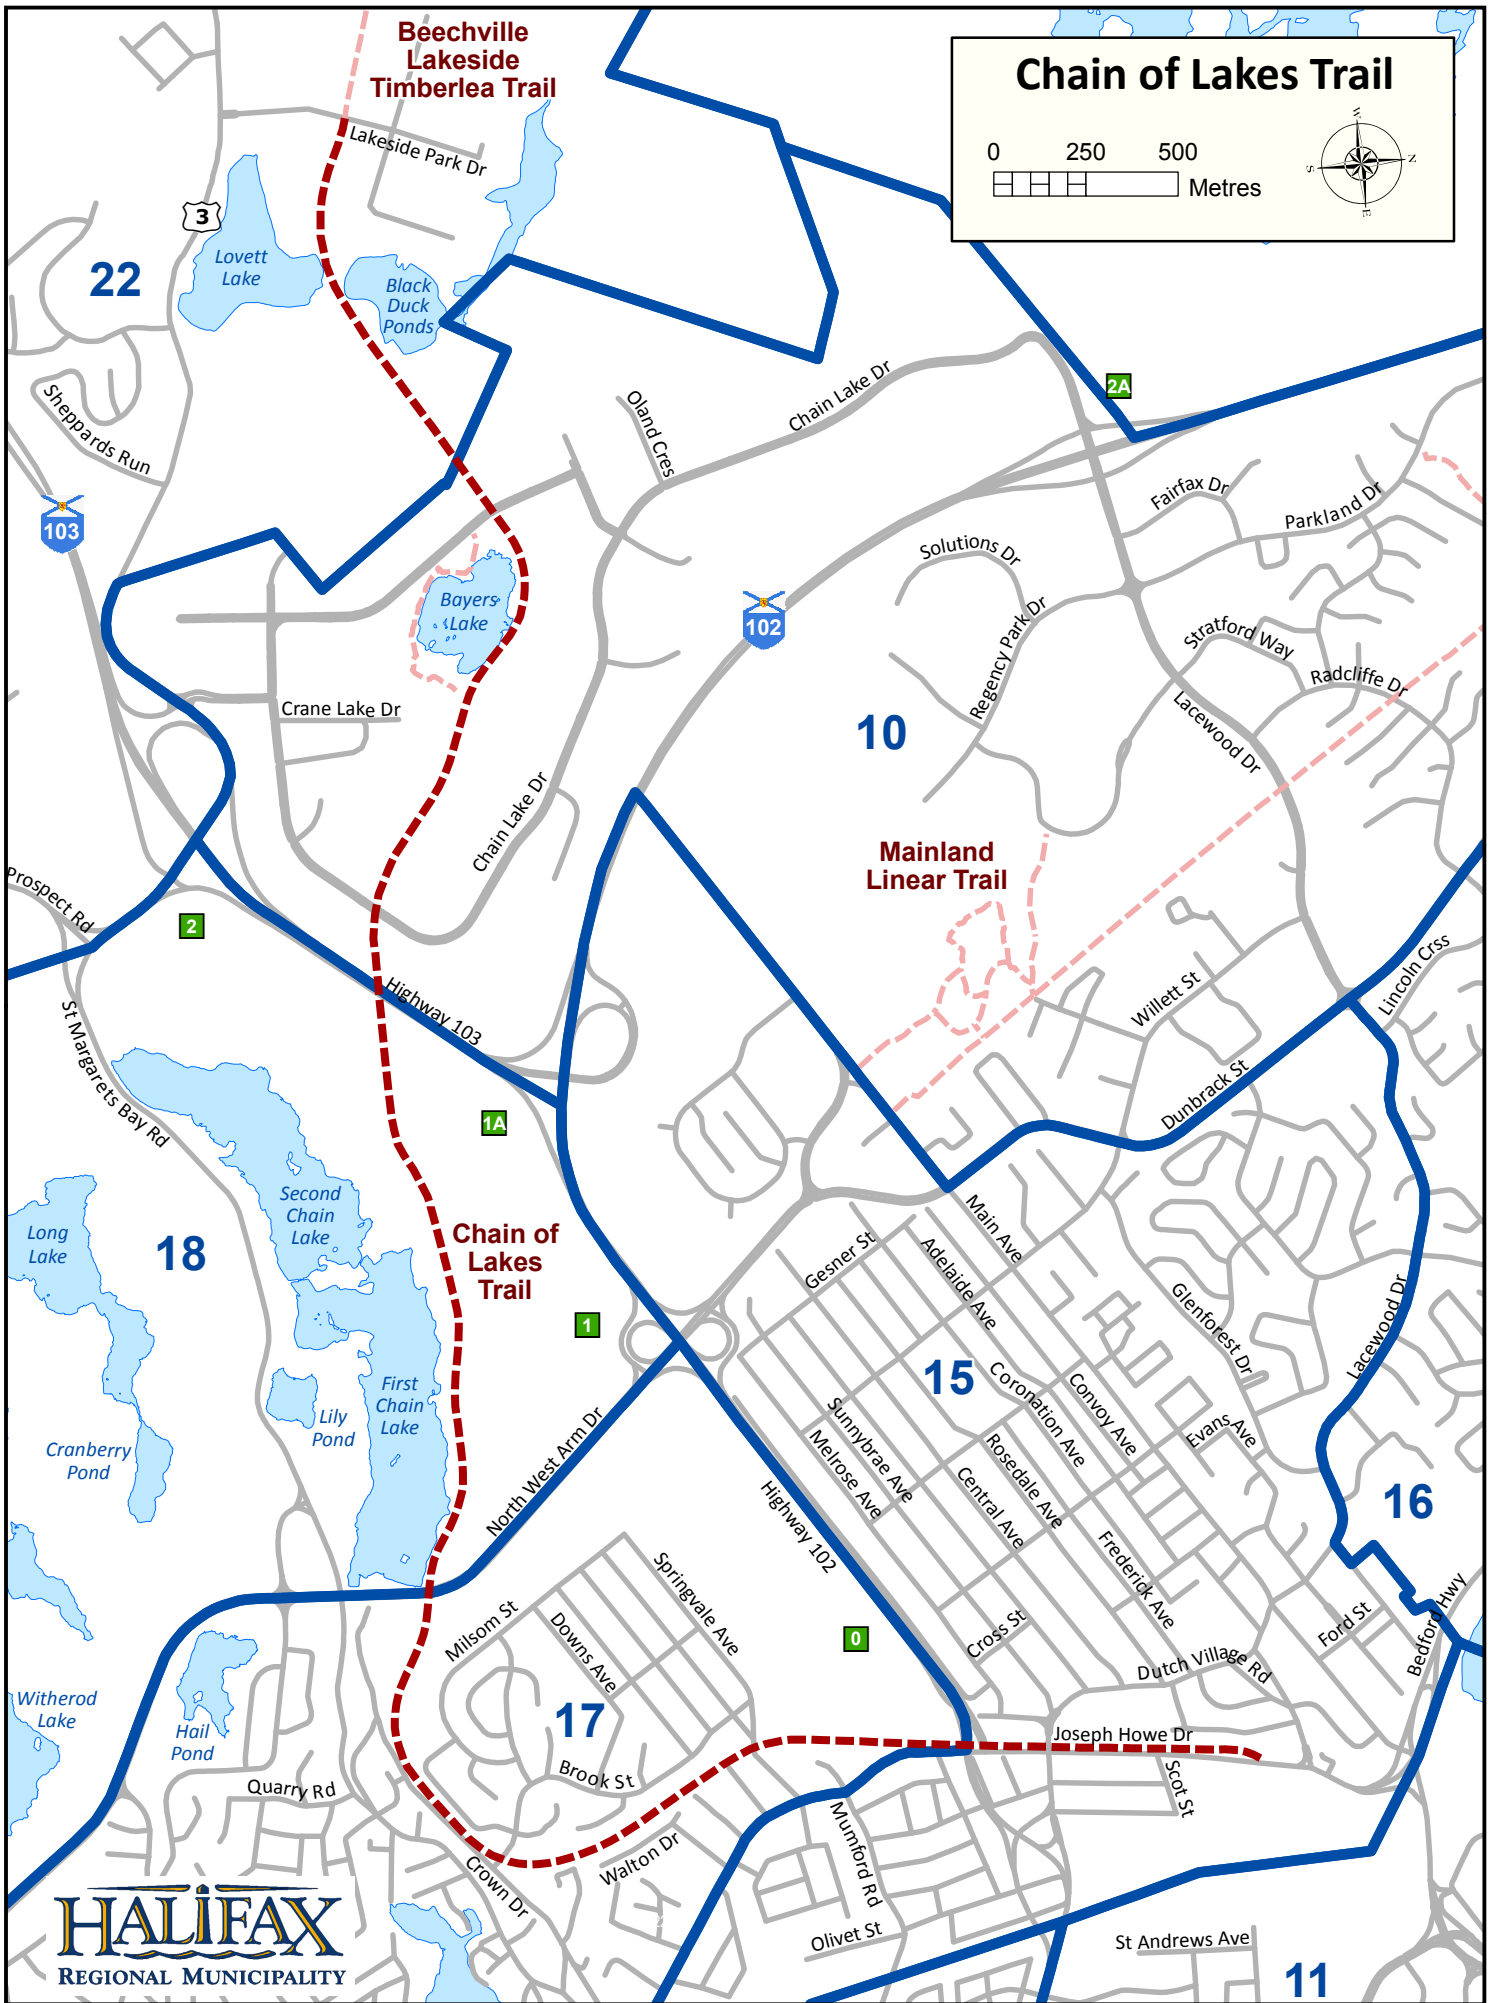 Beechville
Lakeside
Timberlea Trail
Chain of Lakes Trail
0 250 500
Metres
W
N
S
E
Lakeside Park Dr
3
Lovett
Lake
22
Black
Duck
Ponds
Sheppards Run
Oland Cres
Chain Lake Dr
2A
103
Fairfax Dr
Parkland Dr
Solutions Dr
Bayers
Lake
102
Regency Park Dr
Stratford Way
Radcliffe Dr
Crane Lake Dr
10
Lacewood Dr
Chain Lake Dr
Mainland
Linear Trail
Prospect Rd
2
Highway 103
Willett St
Lincoln Crss
St Margarets Bay Rd
1A
Dunbrack St
Second
Chain
Lake
Long
Lake
18
Chain of
Lakes
Trail
Gesner St
Main Ave
Adelaide Ave
Glenforest Dr
Lacewood Dr
1
15
First
Chain
Lake
Lily
Pond
Cranberry
Pond
North West Arm Dr
Sunnybrae Ave
Melrose Ave
Coronation Ave
Convoy Ave
Evans Ave
Rosedale Ave
Central Ave
16
Highway 102
Frederick Ave
Springvale Ave
Milsom St
Downs Ave
0
Cross St
Ford St
Bedford Hwy
Dutch Village Rd
Witherod
Lake
Hail
Pond
17
Joseph Howe Dr
Brook St
Scot St
Quarry Rd
Mumford Rd
Walton Dr
Crown Dr
Olivet St
St Andrews Ave
11
HALIFAX
REGIONAL MUNICIPALITY